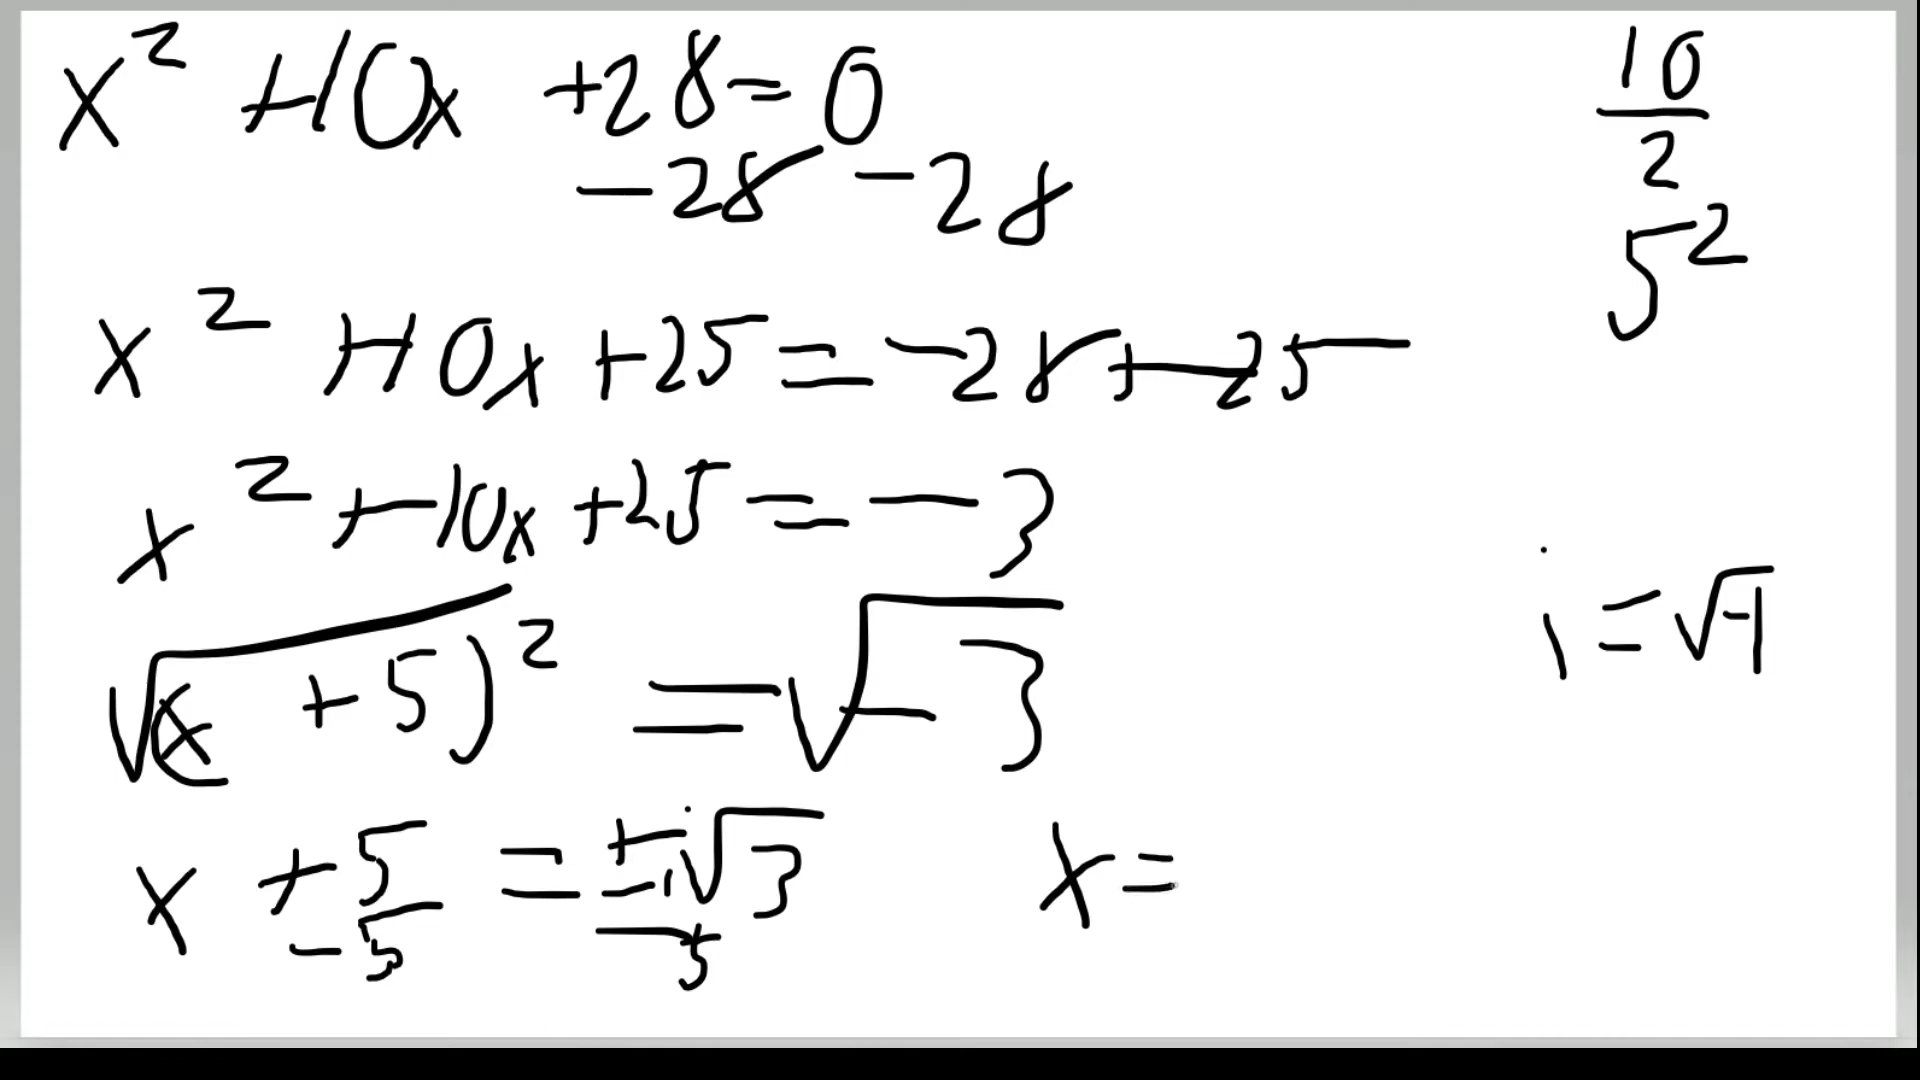 x² +10x +28=0
-28 -28
x² +10x +25 = -28+25
x² +10x +25 = -3
√(x +5)² = √-3
x +5 = ±i√3
-5 -5
x =
10/2
5²
i = √-1